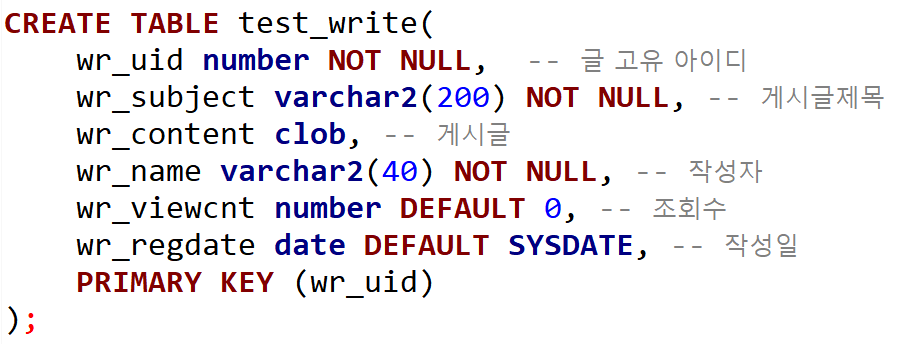 CREATE TABLE test_write(
wr_uid number NOT NULL, -- 글 고유 아이디
wr_subject varchar2(200) NOT NULL, -- 게시글제목
wr_content clob, -- 게시글
wr_name varchar2(40) NOT NULL, -- 작성자
wr_viewcnt number DEFAULT 0, -- 조회수
wr_regdate date DEFAULT SYSDATE, -- 작성일
PRIMARY KEY (wr_uid)
);